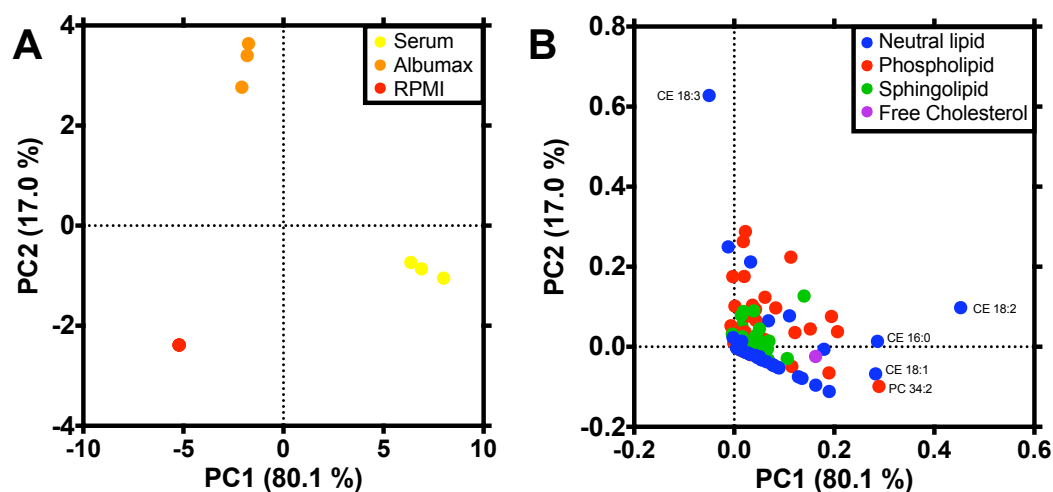 A
Serum
Albumax
RPMI
4
2
0
-2
-4
-10
-5
0
5
10
PC2 (17.0 %)
PC1 (80.1 %)
B
Neutral lipid
Phospholipid
Sphingolipid
Free Cholesterol
0.8
0.6
0.4
0.2
0.0
-0.2
-0.2
0.0
0.2
0.4
0.6
PC2 (17.0 %)
PC1 (80.1 %)
CE 18:3
CE 18:2
CE 16:0
CE 18:1
PC 34:2